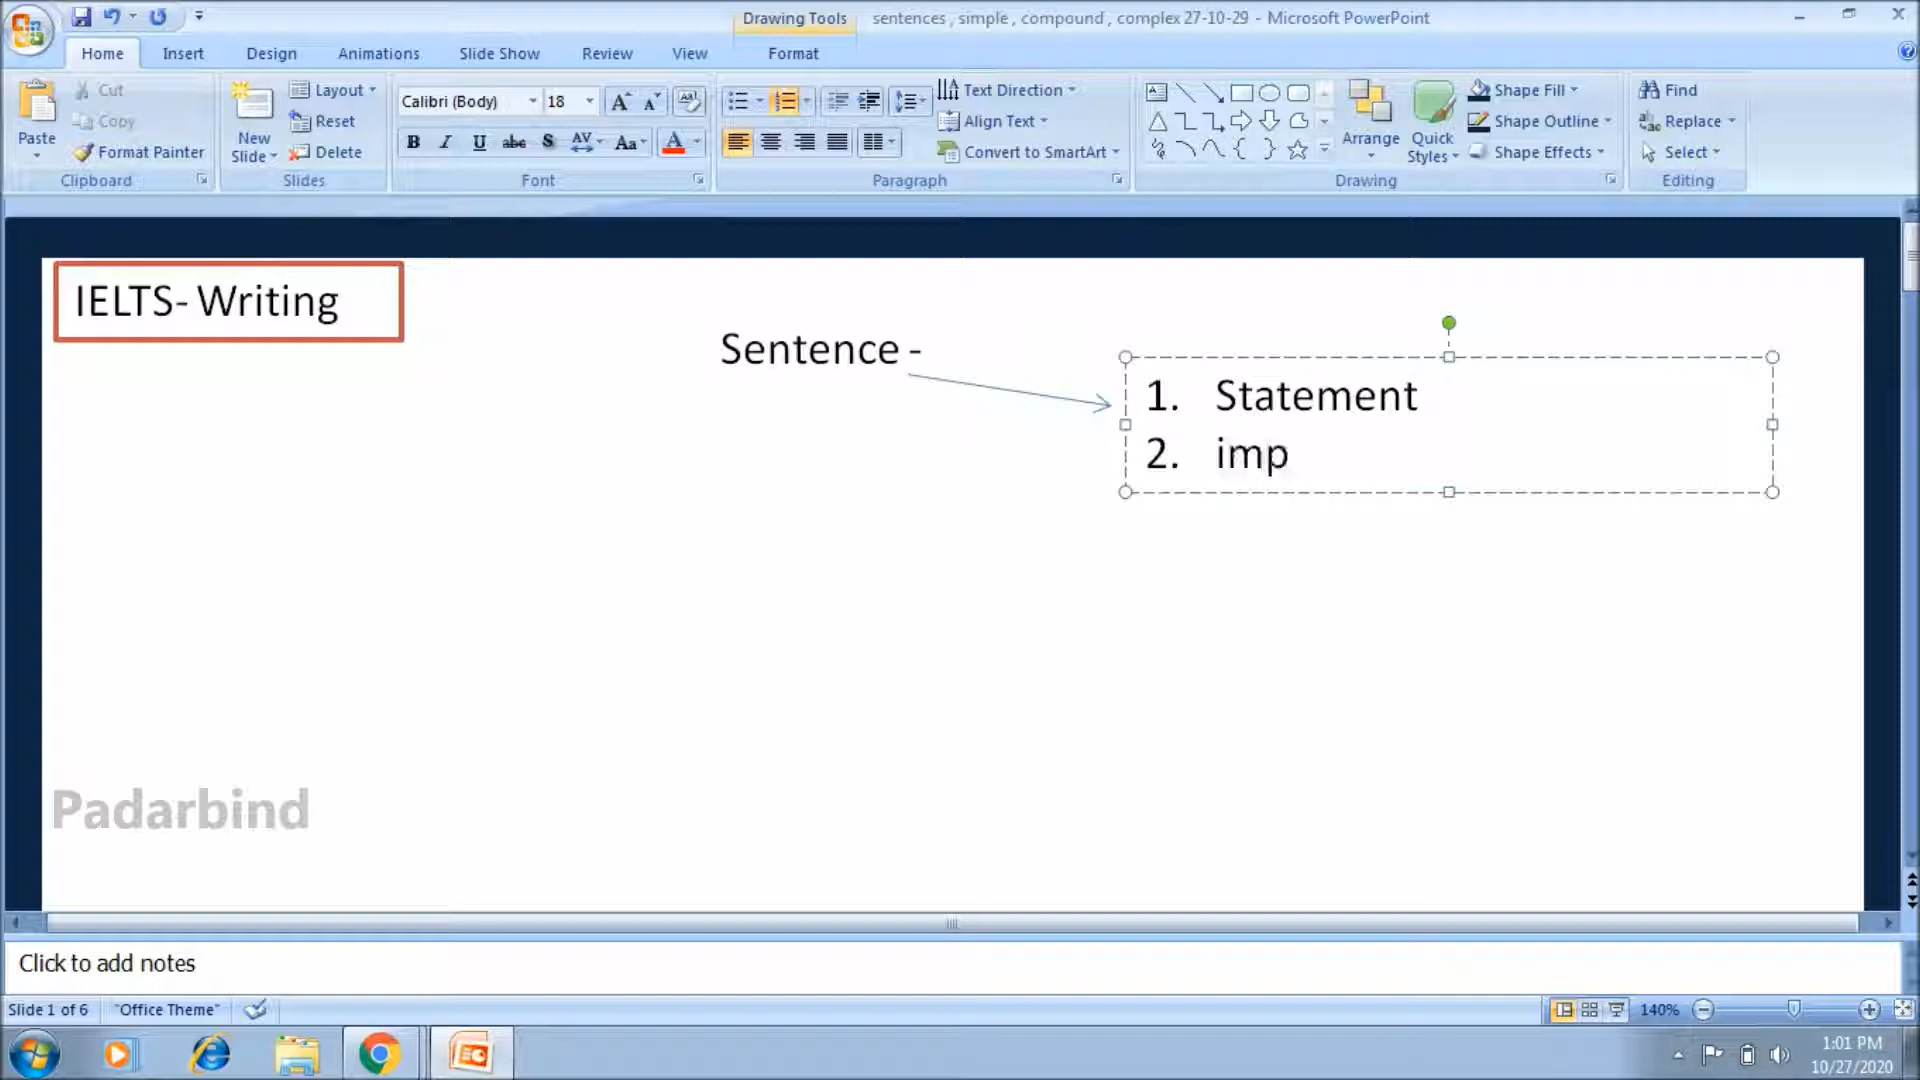 Drawing Tools
sentences , simple , compound , complex 27-10-29 - Microsoft PowerPoint
Home Insert Design Animations Slide Show Review View Format
Paste
Cut
Copy
Format Painter
Clipboard
New Slide
Layout
Reset
Delete
Slides
Calibri (Body) 18
B I U abc S AV Aa A
Font
Text Direction
Align Text
Convert to SmartArt
Paragraph
Arrange
Quick Styles
Shape Fill
Shape Outline
Shape Effects
Drawing
Find
Replace
Select
Editing
IELTS- Writing
Sentence -
1. Statement
2. imp
Padarbind
Click to add notes
Slide 1 of 6 "Office Theme" 140%
1:01 PM
10/27/2020